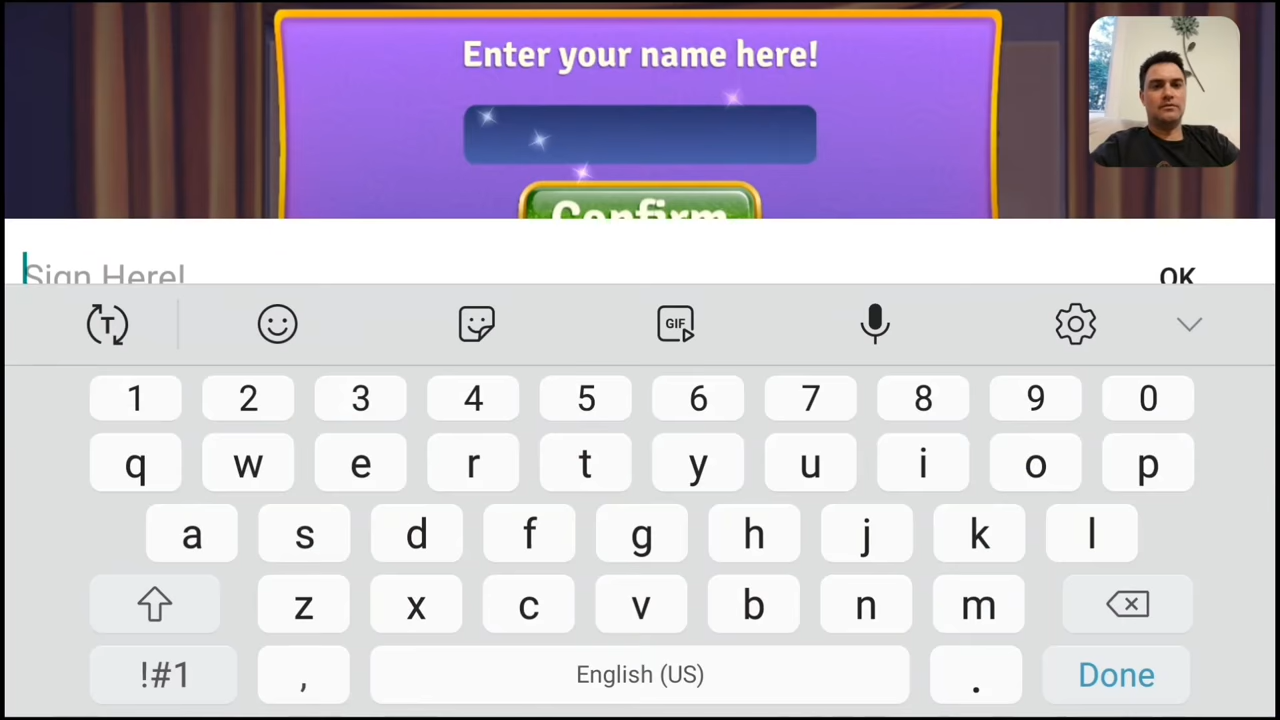 Enter your name here!
Confirm
Sign Here!
OK
T
GIF
1 2 3 4 5 6 7 8 9 0
q w e r t y u i o p
a s d f g h j k l
z x c v b n m
!#1 , English (US) . Done